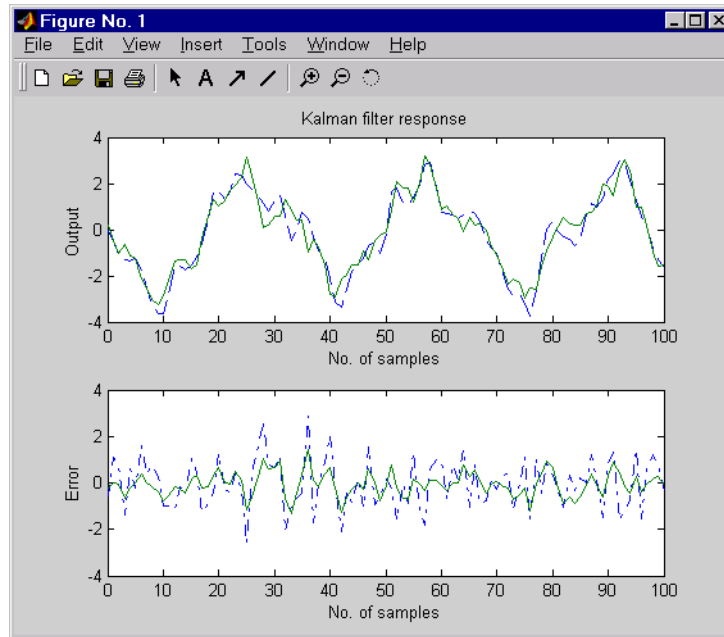 Figure No. 1
File Edit View Insert Tools Window Help
A
Kalman filter response
4
2
0
-2
-4
Output
0 10 20 30 40 50 60 70 80 90 100
No. of samples
4
2
0
-2
-4
Error
0 10 20 30 40 50 60 70 80 90 100
No. of samples